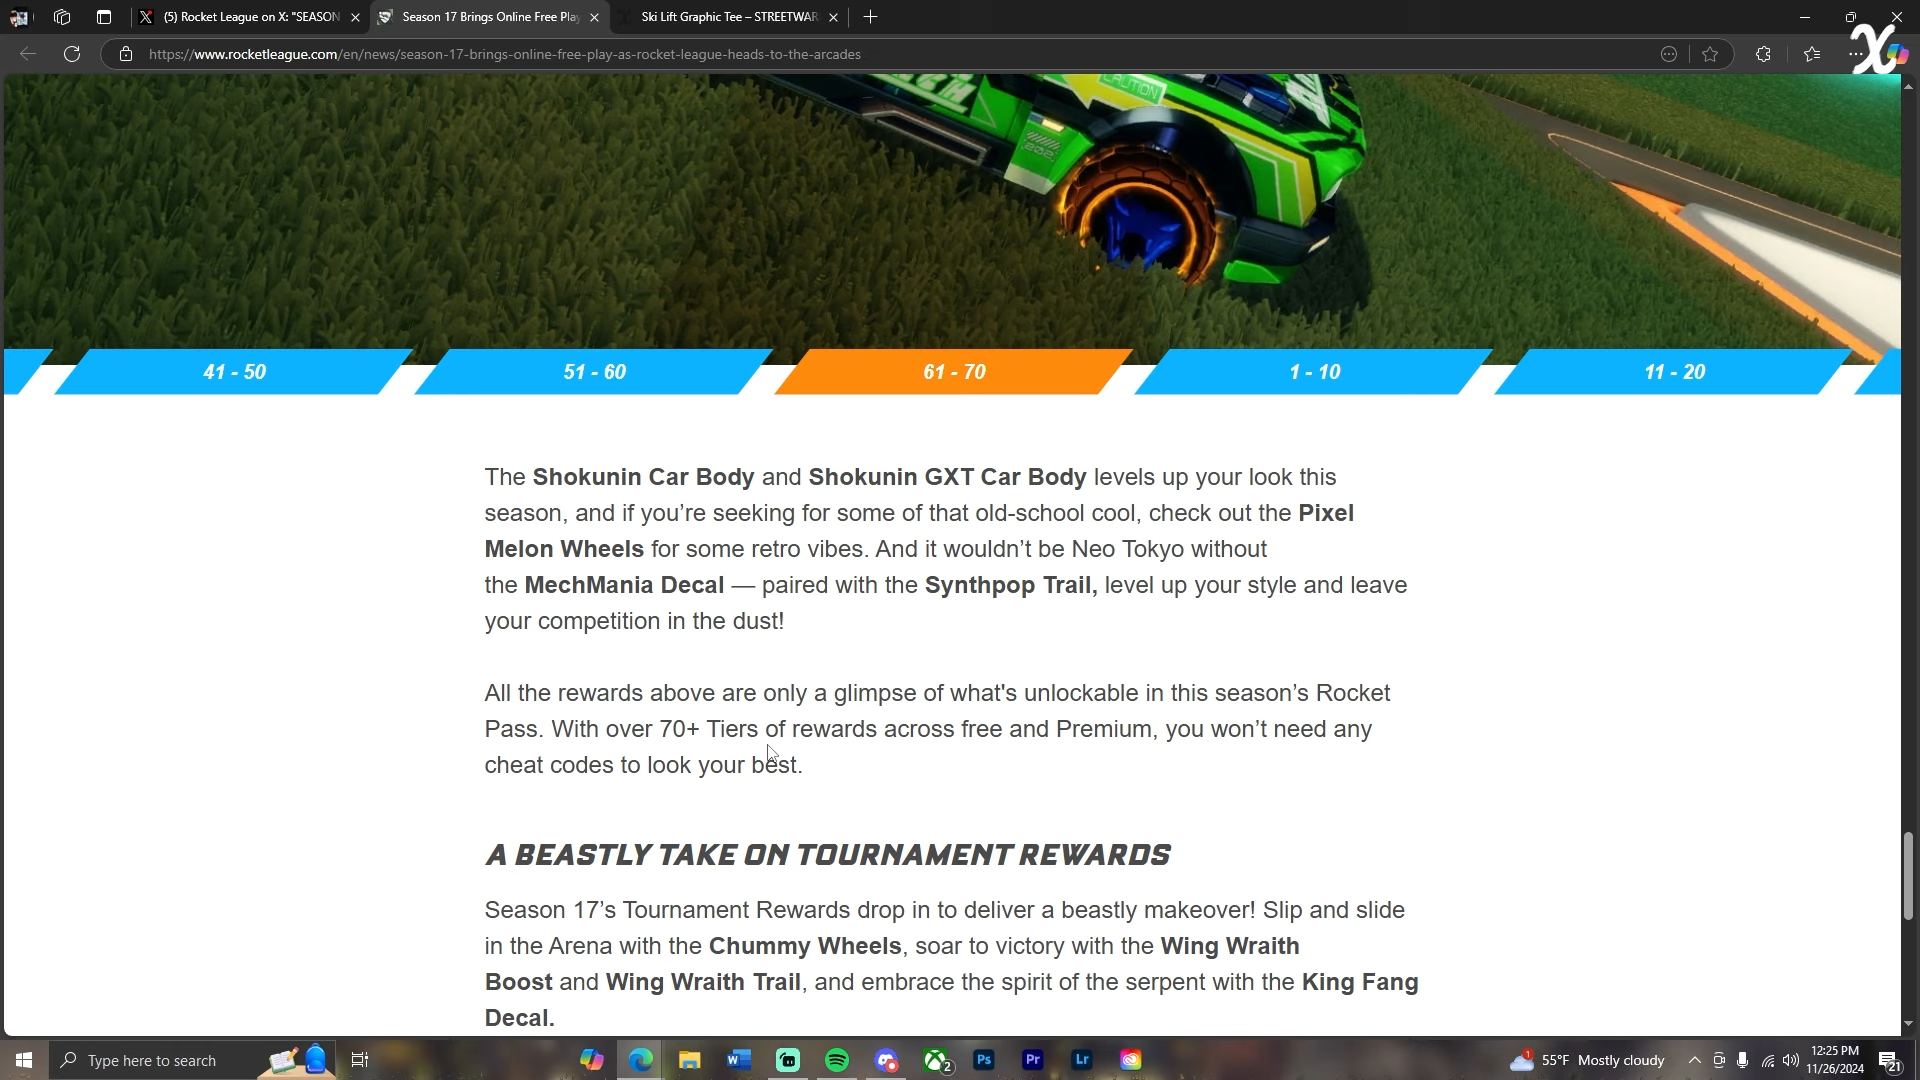 (5) Rocket League on X: "SEASON
Season 17 Brings Online Free Play
Ski Lift Graphic Tee – STREETWAR
https://www.rocketleague.com/en/news/season-17-brings-online-free-play-as-rocket-league-heads-to-the-arcades
CAUTION
41 - 50
51 - 60
61 - 70
1 - 10
11 - 20
The Shokunin Car Body and Shokunin GXT Car Body levels up your look this
season, and if you’re seeking for some of that old-school cool, check out the Pixel
Melon Wheels for some retro vibes. And it wouldn’t be Neo Tokyo without
the MechMania Decal — paired with the Synthpop Trail, level up your style and leave
your competition in the dust!
All the rewards above are only a glimpse of what's unlockable in this season’s Rocket
Pass. With over 70+ Tiers of rewards across free and Premium, you won’t need any
cheat codes to look your best.
A BEASTLY TAKE ON TOURNAMENT REWARDS
Season 17’s Tournament Rewards drop in to deliver a beastly makeover! Slip and slide
in the Arena with the Chummy Wheels, soar to victory with the Wing Wraith
Boost and Wing Wraith Trail, and embrace the spirit of the serpent with the King Fang
Decal.
Type here to search
2
Ps
Pr
Lr
1
55°F Mostly cloudy
12:25 PM
11/26/2024
21